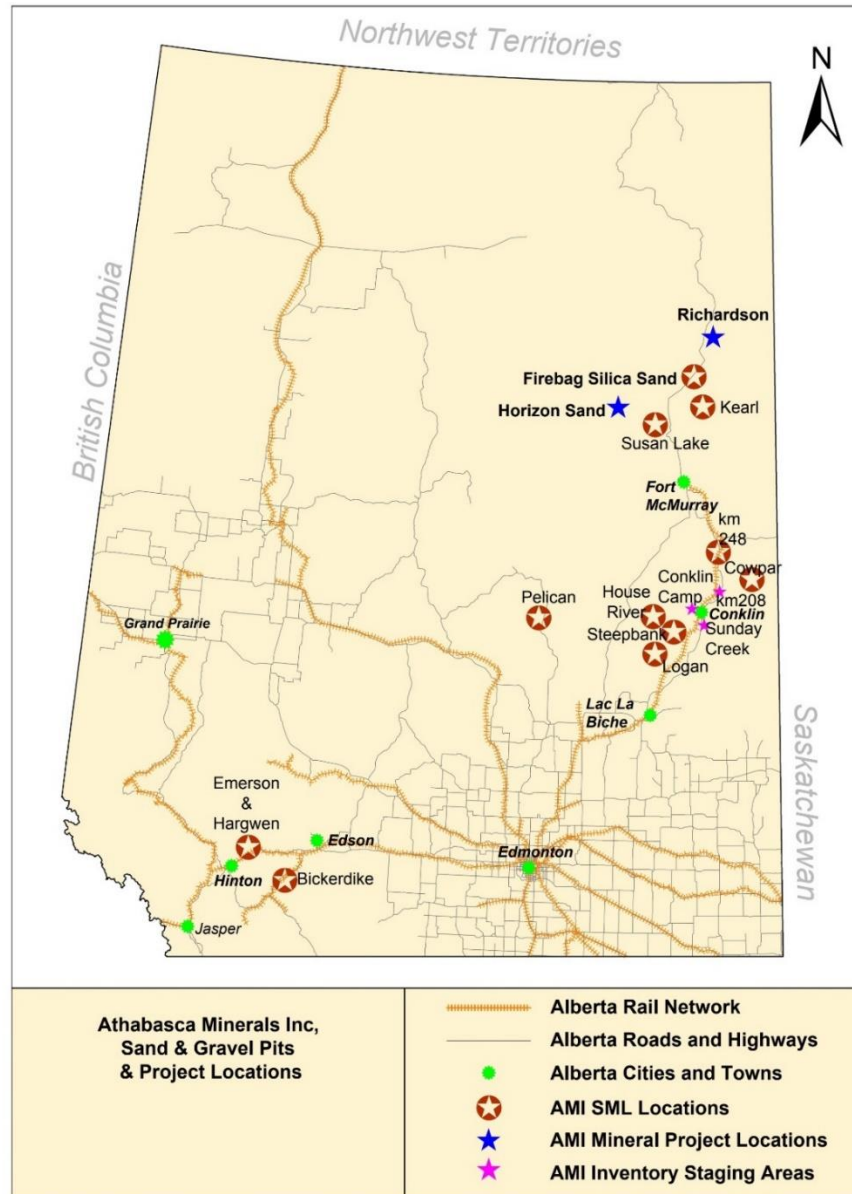 Northwest Territories
N
British Columbia
Richardson
Firebag Silica Sand
Kearl
Horizon Sand
Susan Lake
Fort
McMurray
km
248
Cowpar
Conklin
Camp
km208
Conklin
House
River
Pelican
Steepbank
Sunday
Creek
Logan
Grand Prairie
Lac La
Biche
Saskatchewan
Emerson
&
Hargwen
Edson
Edmonton
Hinton
Bickerdike
Jasper
Athabasca Minerals Inc,
Sand & Gravel Pits
& Project Locations
Alberta Rail Network
Alberta Roads and Highways
Alberta Cities and Towns
AMI SML Locations
AMI Mineral Project Locations
AMI Inventory Staging Areas